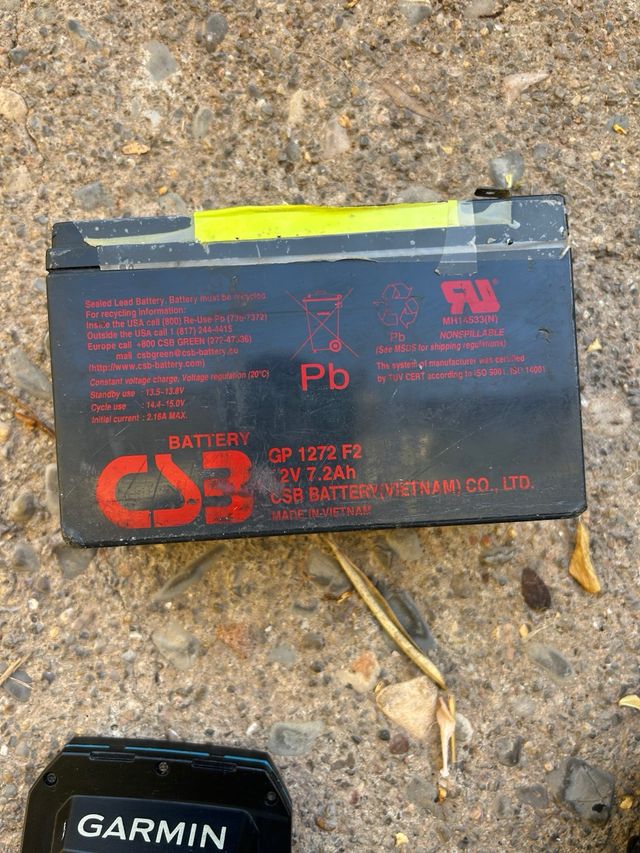 Sealed Lead Battery. Battery must be recycled
For recycling information:
Inside the USA call (800) Re-Use-Pb (736-7372)
Outside the USA call 1 (817) 244-4415
Europe call +800 CSB GREEN (272-47336)
mail csbgreen@csb-battery.eu
(http://www.csb-battery.com)
Constant voltage charge, Voltage regulation (20°C)
Standby use : 13.5~13.8V
Cycle use : 14.4~15.0V
Initial current : 2.16A MAX.
Pb
Pb
MH14533(N)
NONSPILLABLE
(See MSDS for shipping regulations)
The system of manufacturer was certified
by TUV CERT according to ISO 9001, ISO 14001
BATTERY
CSB
GP 1272 F2
12V 7.2Ah
CSB BATTERY(VIETNAM) CO., LTD.
MADE IN VIETNAM
GARMIN